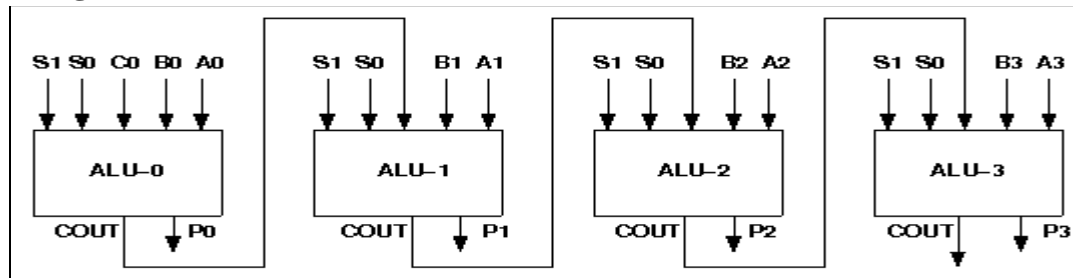 S1 S0 C0 B0 A0 S1 S0 B1 A1 S1 S0 B2 A2 S1 S0 B3 A3
ALU-0 ALU-1 ALU-2 ALU-3
COUT P0 COUT P1 COUT P2 COUT P3